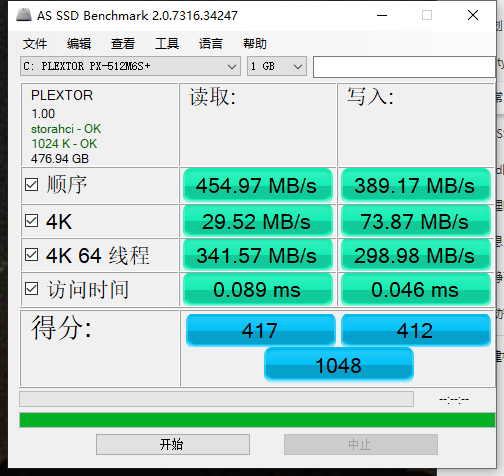 AS SSD Benchmark 2.0.7316.34247
文件 编辑 查看 工具 语言 帮助
C: PLEXTOR PX-512M6S+ 1 GB
PLEXTOR 读取: 写入:
1.00
storahci - OK
1024 K - OK
476.94 GB
顺序 454.97 MB/s 389.17 MB/s
4K 29.52 MB/s 73.87 MB/s
4K 64 线程 341.57 MB/s 298.98 MB/s
访问时间 0.089 ms 0.046 ms
得分: 417 412
1048
--:--:--
开始 中止